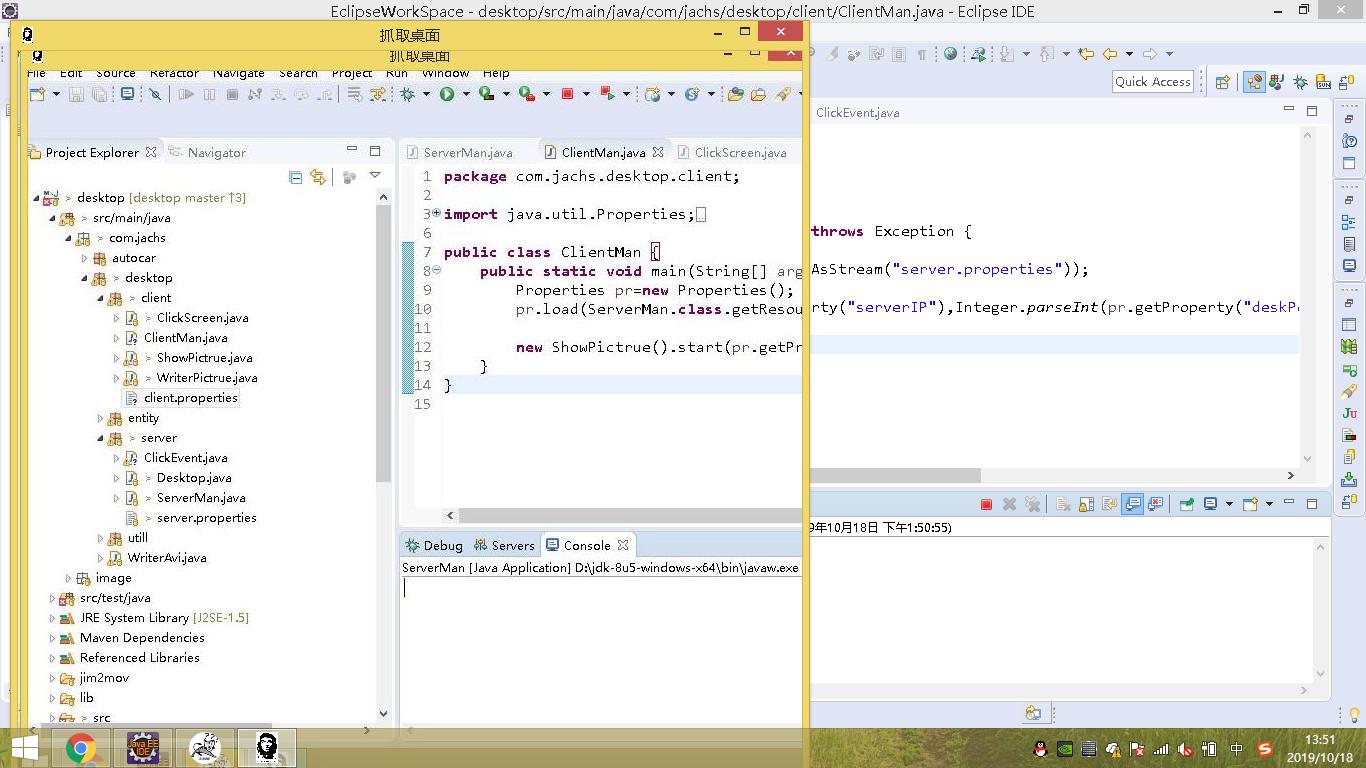 EclipseWorkSpace - desktop/src/main/java/com/jachs/desktop/client/ClientMan.java - Eclipse IDE
抓取桌面
抓取桌面
File Edit Source Refactor Navigate Search Project Run Window Help
Quick Access
Project Explorer
Navigator
desktop [desktop master ↑3]
> src/main/java
> com.jachs
autocar
> desktop
> client
> ClickScreen.java
ClientMan.java
> ShowPictrue.java
> WriterPictrue.java
client.properties
entity
> server
ClickEvent.java
> Desktop.java
> ServerMan.java
> server.properties
utill
WriterAvi.java
image
src/test/java
JRE System Library [J2SE-1.5]
Maven Dependencies
Referenced Libraries
jim2mov
lib
> src
ServerMan.java
ClientMan.java
ClickScreen.java
ClickEvent.java
1 package com.jachs.desktop.client;
2
3 import java.util.Properties;
6
7 public class ClientMan {
8 public static void main(String[] arg
throws Exception {
9 Properties pr=new Properties();
10 pr.load(ServerMan.class.getResou
AsStream("server.properties"));
11
12 new ShowPictrue().start(pr.getPr
rty("serverIP"),Integer.parseInt(pr.getProperty("deskP
13 }
14 }
15
Debug
Servers
Console
ServerMan [Java Application] D:\jdk-8u5-windows-x64\bin\javaw.exe
9年10月18日 下午1:50:55)
中
13:51
2019/10/18